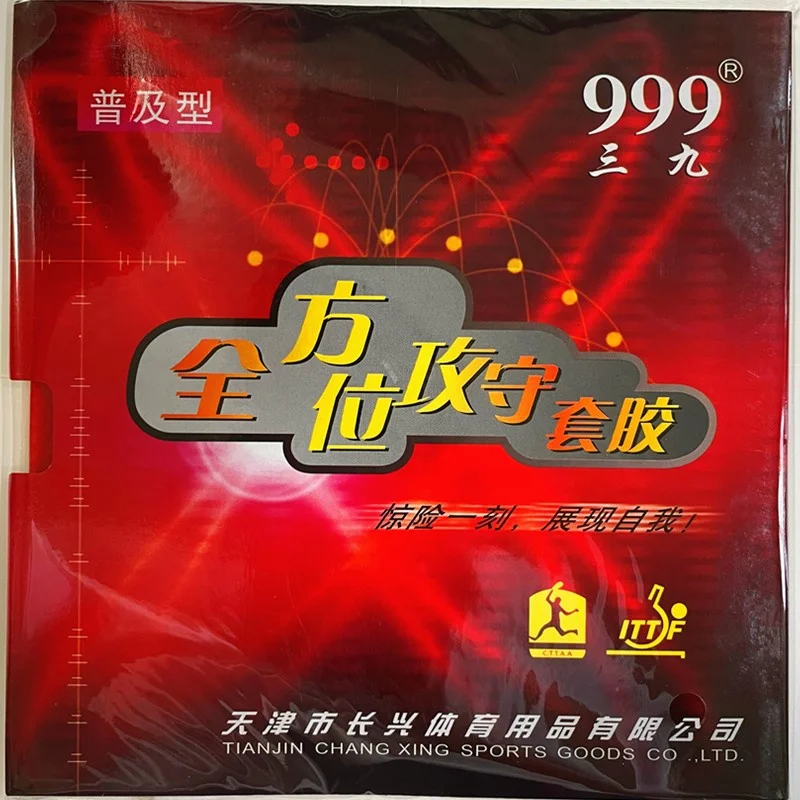 普及型
999®
三九
全方位攻守套胶
惊险一刻，展现自我！
C.T.T.A.A
ITTF
天津市长兴体育用品有限公司
TIANJIN CHANG XING SPORTS GOODS CO .,LTD.